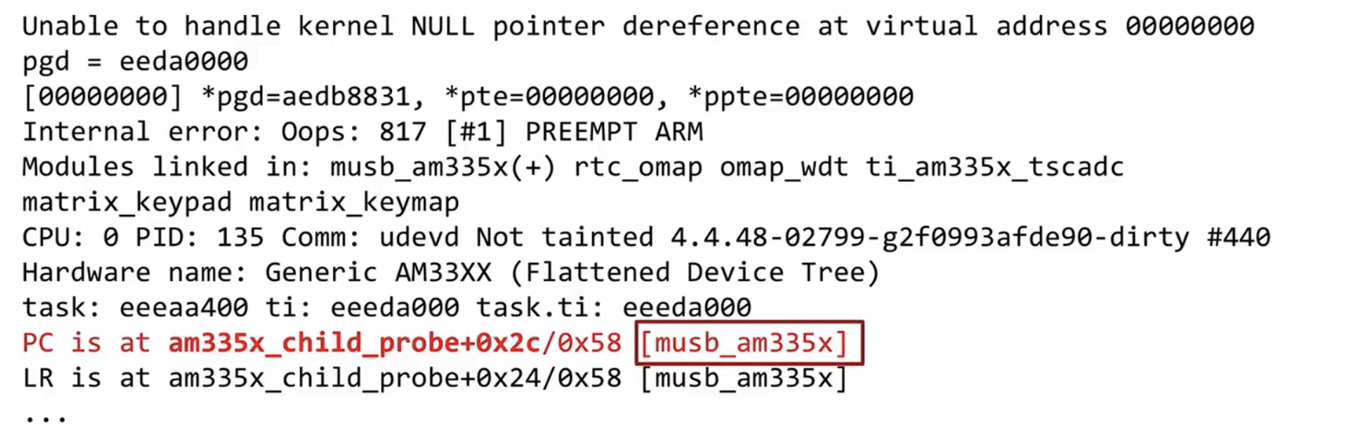 Unable to handle kernel NULL pointer dereference at virtual address 00000000
pgd = eeda0000
[00000000] *pgd=aedb8831, *pte=00000000, *ppte=00000000
Internal error: Oops: 817 [#1] PREEMPT ARM
Modules linked in: musb_am335x(+) rtc_omap omap_wdt ti_am335x_tscadc
matrix_keypad matrix_keymap
CPU: 0 PID: 135 Comm: udevd Not tainted 4.4.48-02799-g2f0993afde90-dirty #440
Hardware name: Generic AM33XX (Flattened Device Tree)
task: eeeaa400 ti: eeeda000 task.ti: eeeda000
PC is at am335x_child_probe+0x2c/0x58 [musb_am335x]
LR is at am335x_child_probe+0x24/0x58 [musb_am335x]
...